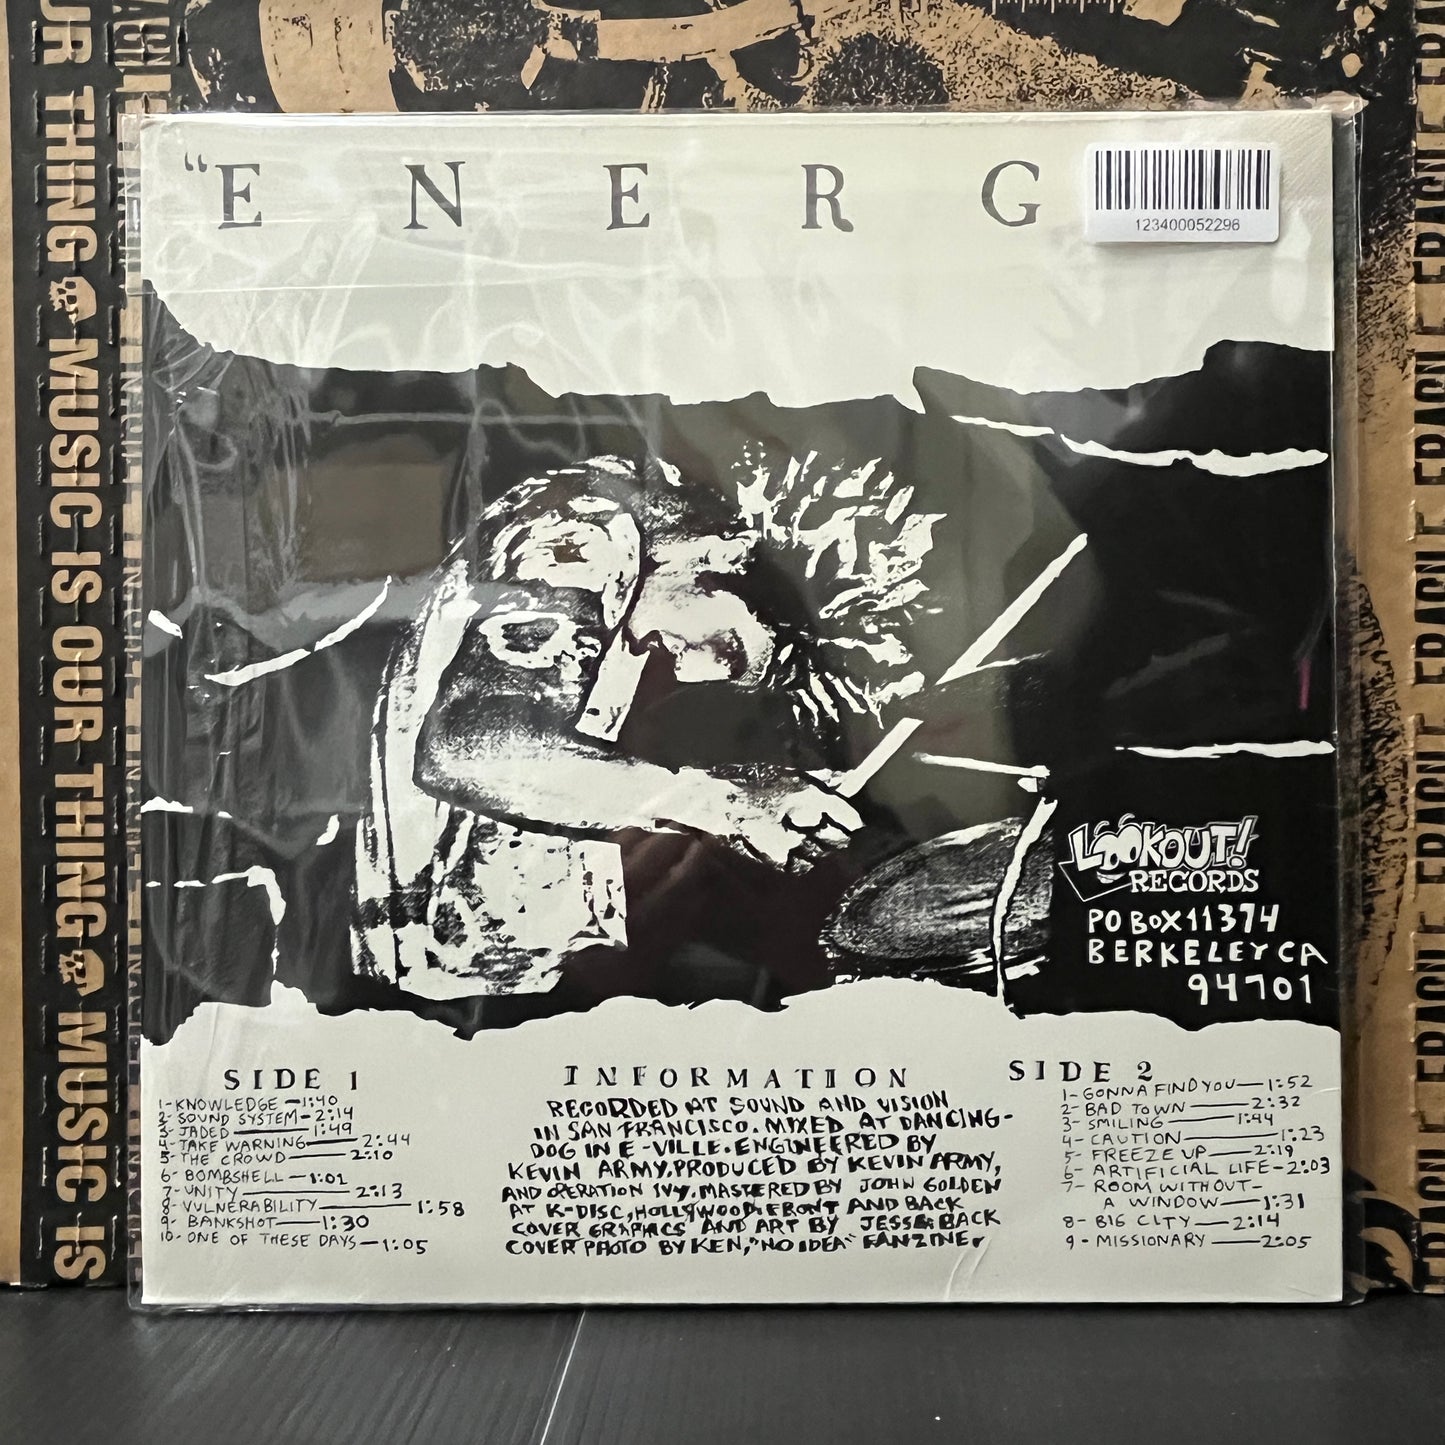 "ENERG
123400052296
LOOKOUT!
RECORDS
PO BOX 11374
BERKELEY CA
94701
SIDE 1
1-KNOWLEDGE-1:40
2-SOUND SYSTEM-2:14
3-JADED-1:49
4-TAKE WARNING-2:44
5-THE CROWD-2:10
6-BOMBSHELL-1:01
7-UNITY-2:13
8-VULNERABILITY-1:58
9-BANKSHOT-1:30
10-ONE OF THESE DAYS-1:05
INFORMATION
RECORDED AT SOUND AND VISION
IN SAN FRANCISCO. MIXED AT DANCING-
DOG IN E-VILLE. ENGINEERED BY
KEVIN ARMY, PRODUCED BY KEVIN ARMY,
AND OPERATION IVY. MASTERED BY JOHN GOLDEN
AT K-DISC, HOLLYWOOD. FRONT AND BACK
COVER GRAPHICS AND ART BY JESSE. BACK
COVER PHOTO BY KEN, "NO IDEA" FANZINE.
SIDE 2
1-GONNA FIND YOU-1:52
2-BAD TOWN-2:32
3-SMILING-1:44
4-CAUTION-1:23
5-FREEZE UP-2:19
6-ARTIFICIAL LIFE-2:03
7-ROOM WITHOUT-
A WINDOW-1:31
8-BIG CITY-2:14
9-MISSIONARY-2:05
UR THING MUSIC IS OUR THING MUSIC IS
FRAGILE FRAGILE FRAGILE FRAGILE FRAGILE FRAGILE